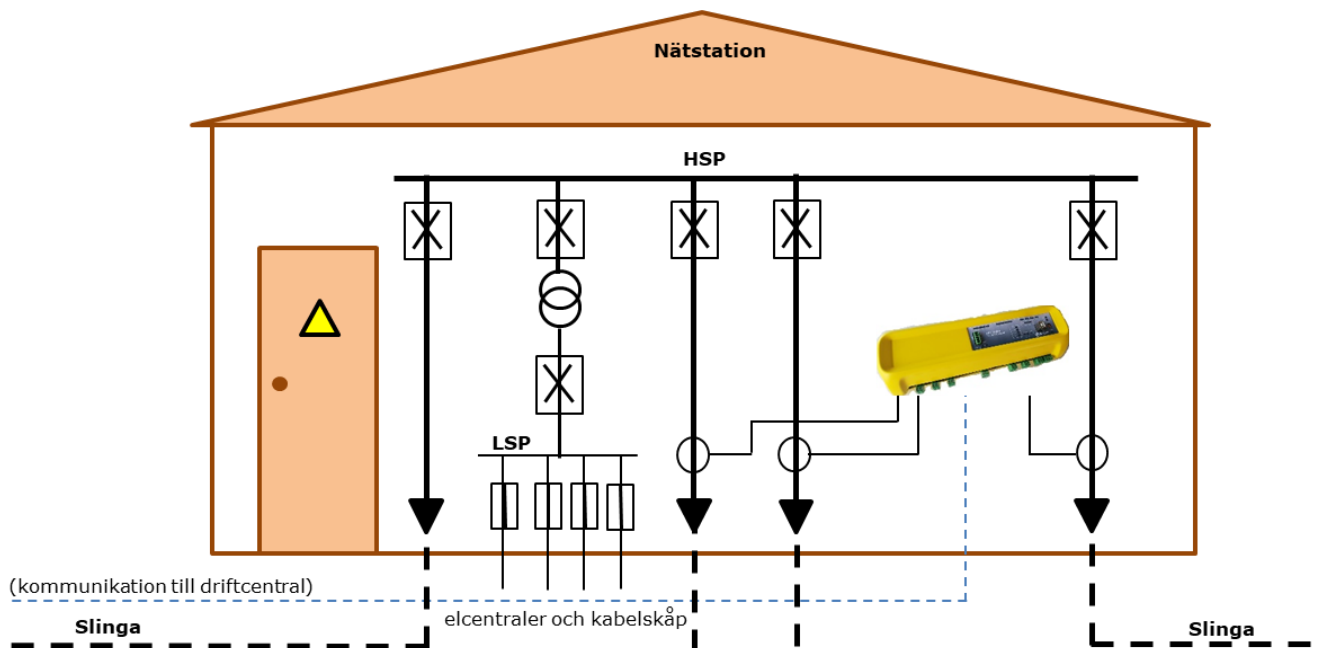 Nätstation
HSP
LSP
(kommunikation till driftcentral)
elcentraler och kabelskåp
Slinga
Slinga